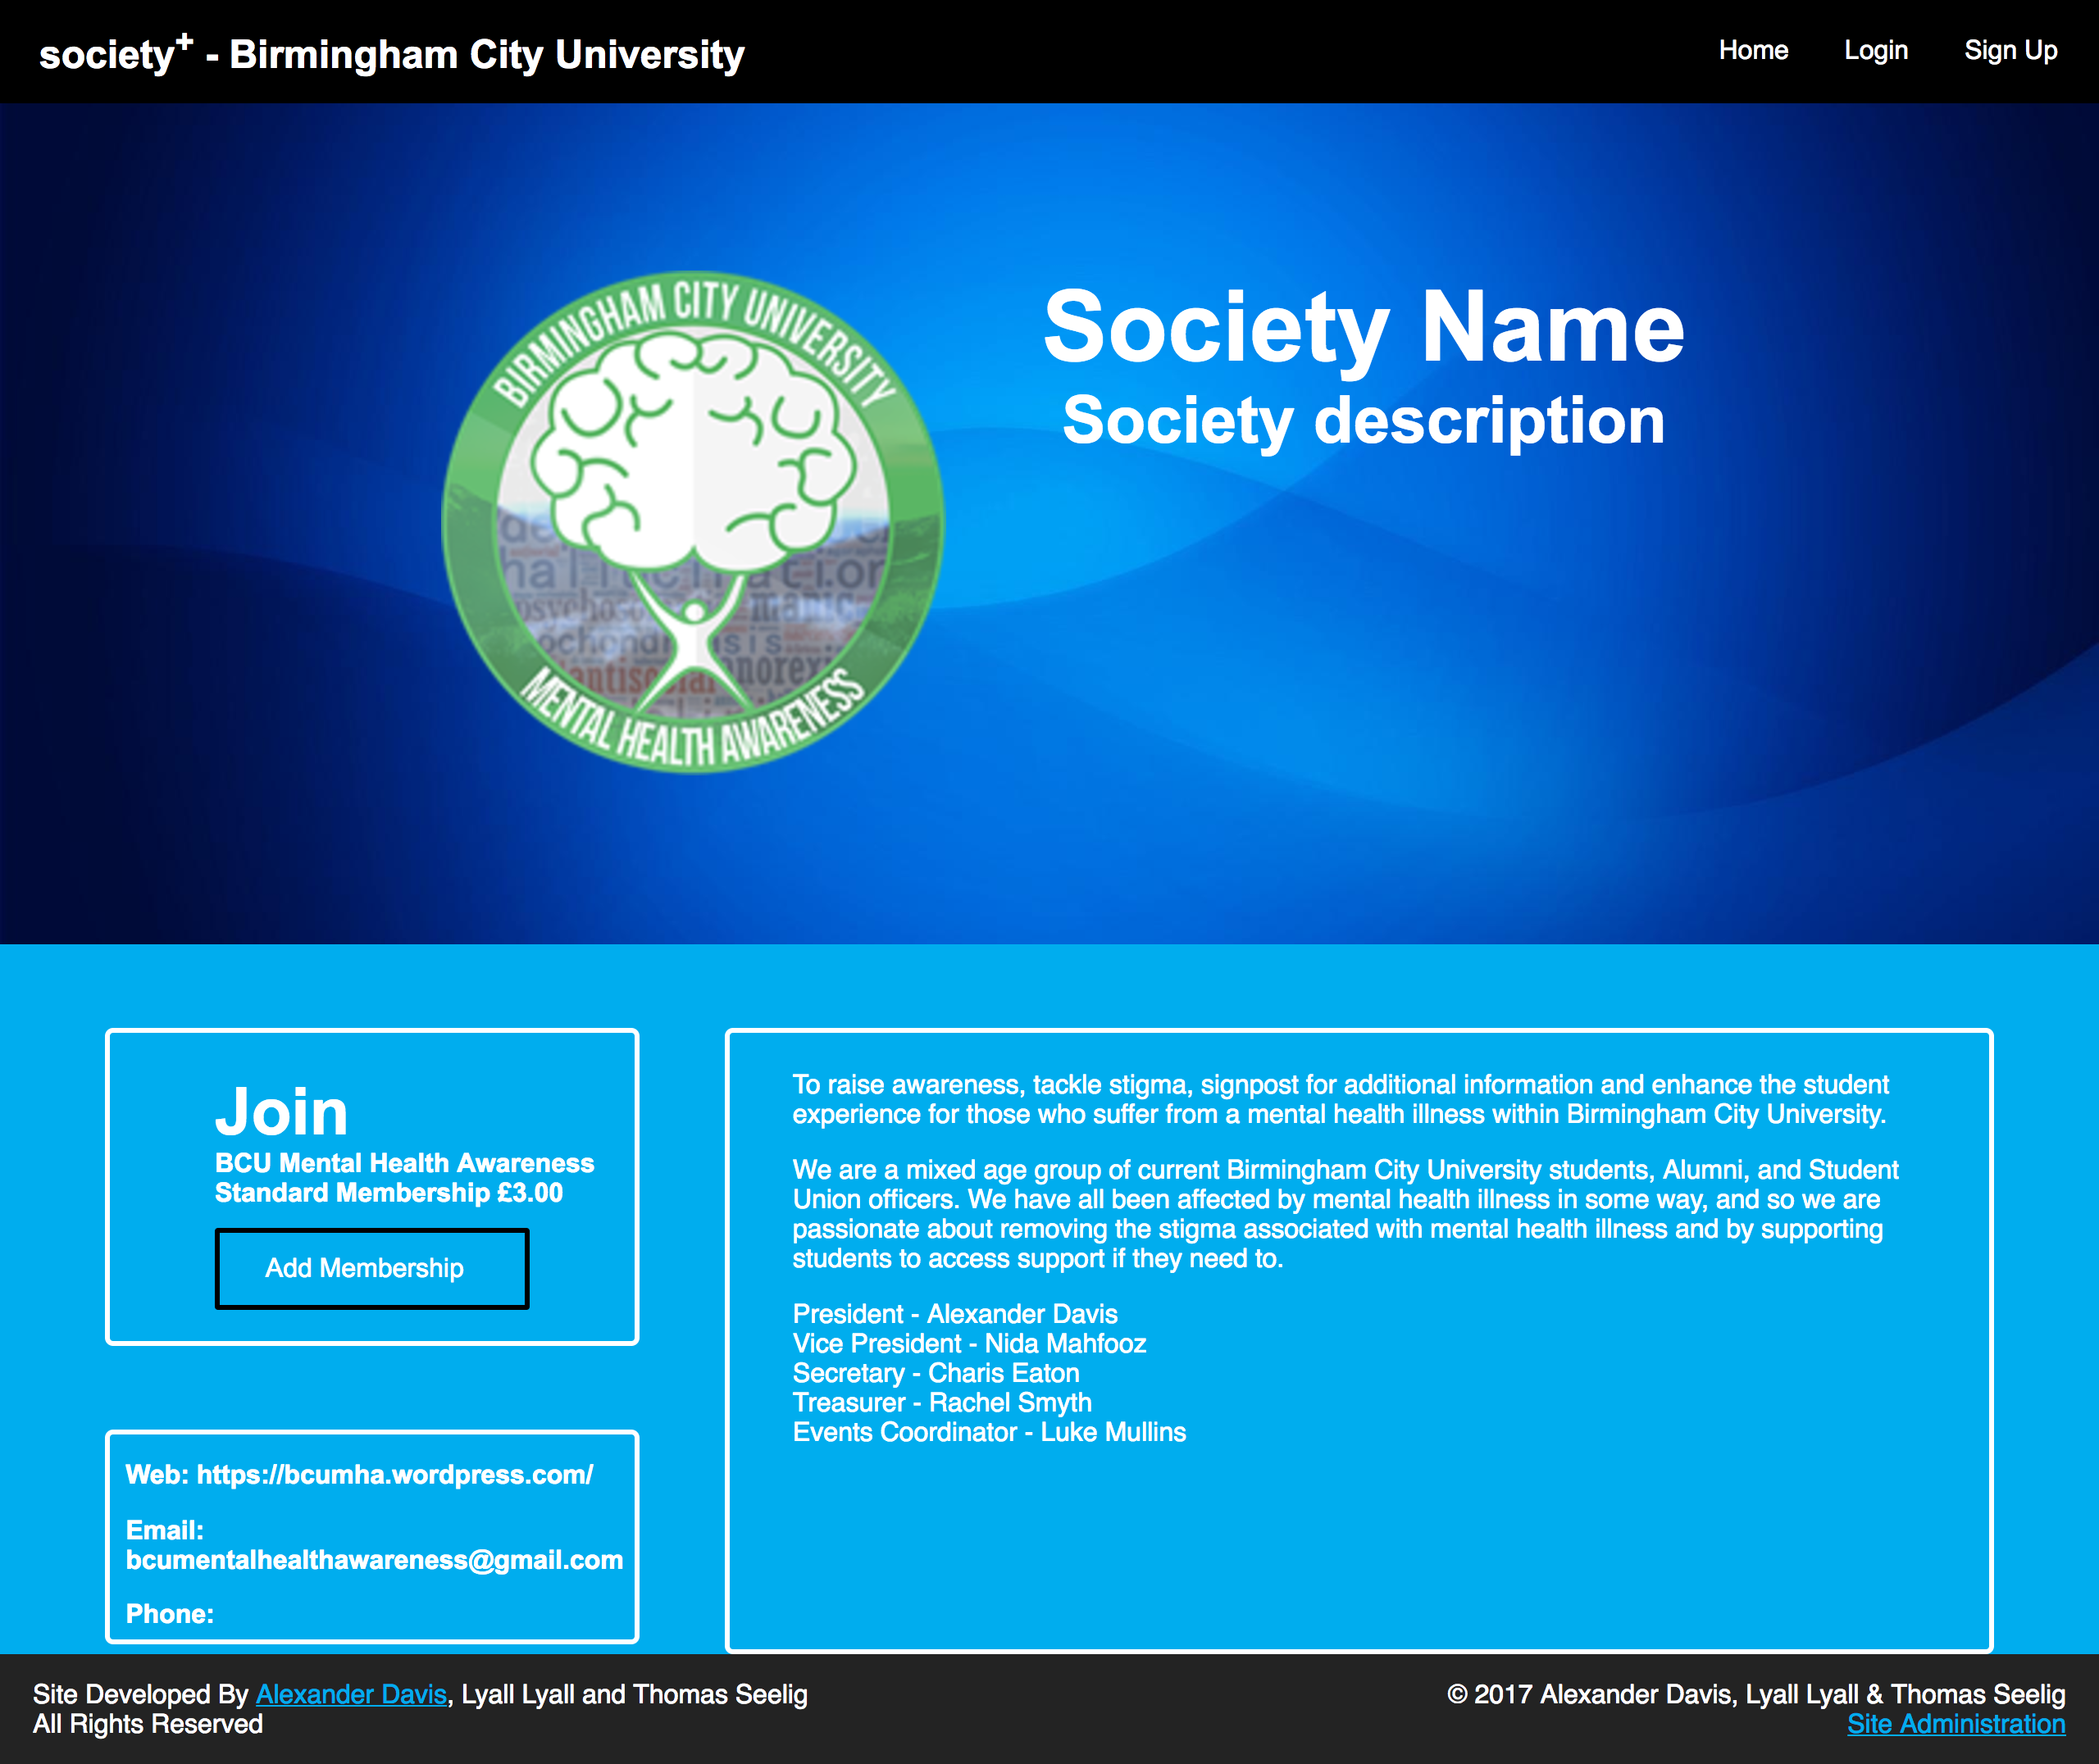 society+ - Birmingham City University
Home Login Sign Up
BIRMINGHAM CITY UNIVERSITY
MENTAL HEALTH AWARENESS
Society Name
Society description
Join
BCU Mental Health Awareness
Standard Membership £3.00
Add Membership
Web: https://bcumha.wordpress.com/
Email:
bcumentalhealthawareness@gmail.com
Phone:
To raise awareness, tackle stigma, signpost for additional information and enhance the student
experience for those who suffer from a mental health illness within Birmingham City University.
We are a mixed age group of current Birmingham City University students, Alumni, and Student
Union officers. We have all been affected by mental health illness in some way, and so we are
passionate about removing the stigma associated with mental health illness and by supporting
students to access support if they need to.
President - Alexander Davis
Vice President - Nida Mahfooz
Secretary - Charis Eaton
Treasurer - Rachel Smyth
Events Coordinator - Luke Mullins
Site Developed By Alexander Davis, Lyall Lyall and Thomas Seelig
All Rights Reserved
© 2017 Alexander Davis, Lyall Lyall & Thomas Seelig
Site Administration